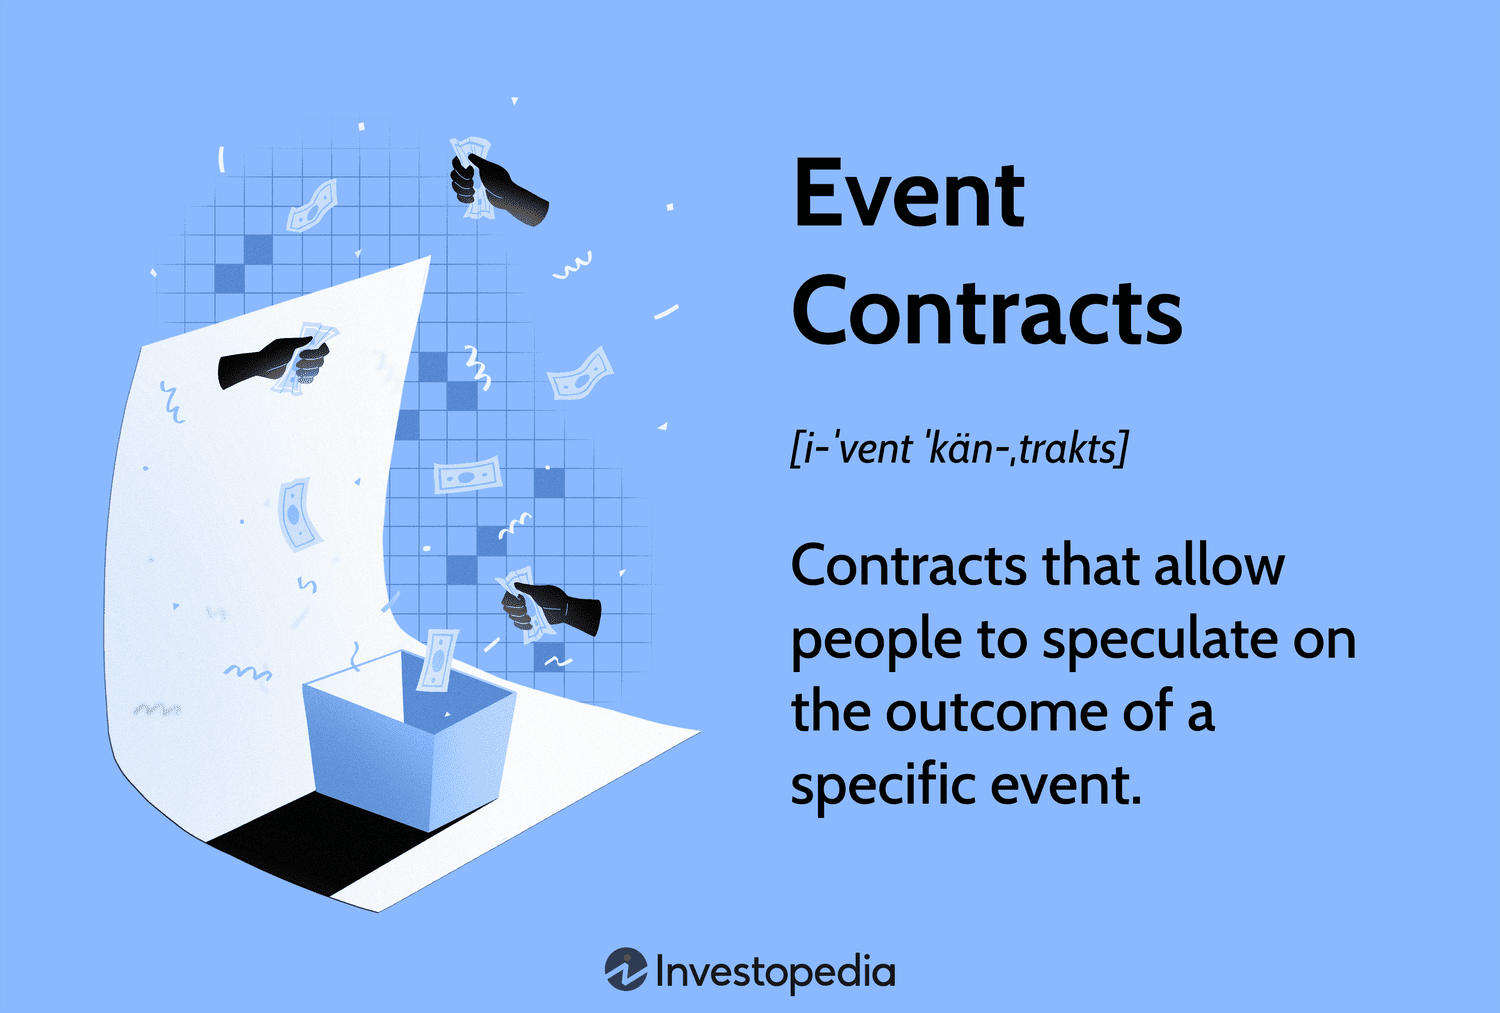 Event
Contracts
[i-ˈvent ˈkän-ˌtrakts]
Contracts that allow
people to speculate on
the outcome of a
specific event.
Investopedia